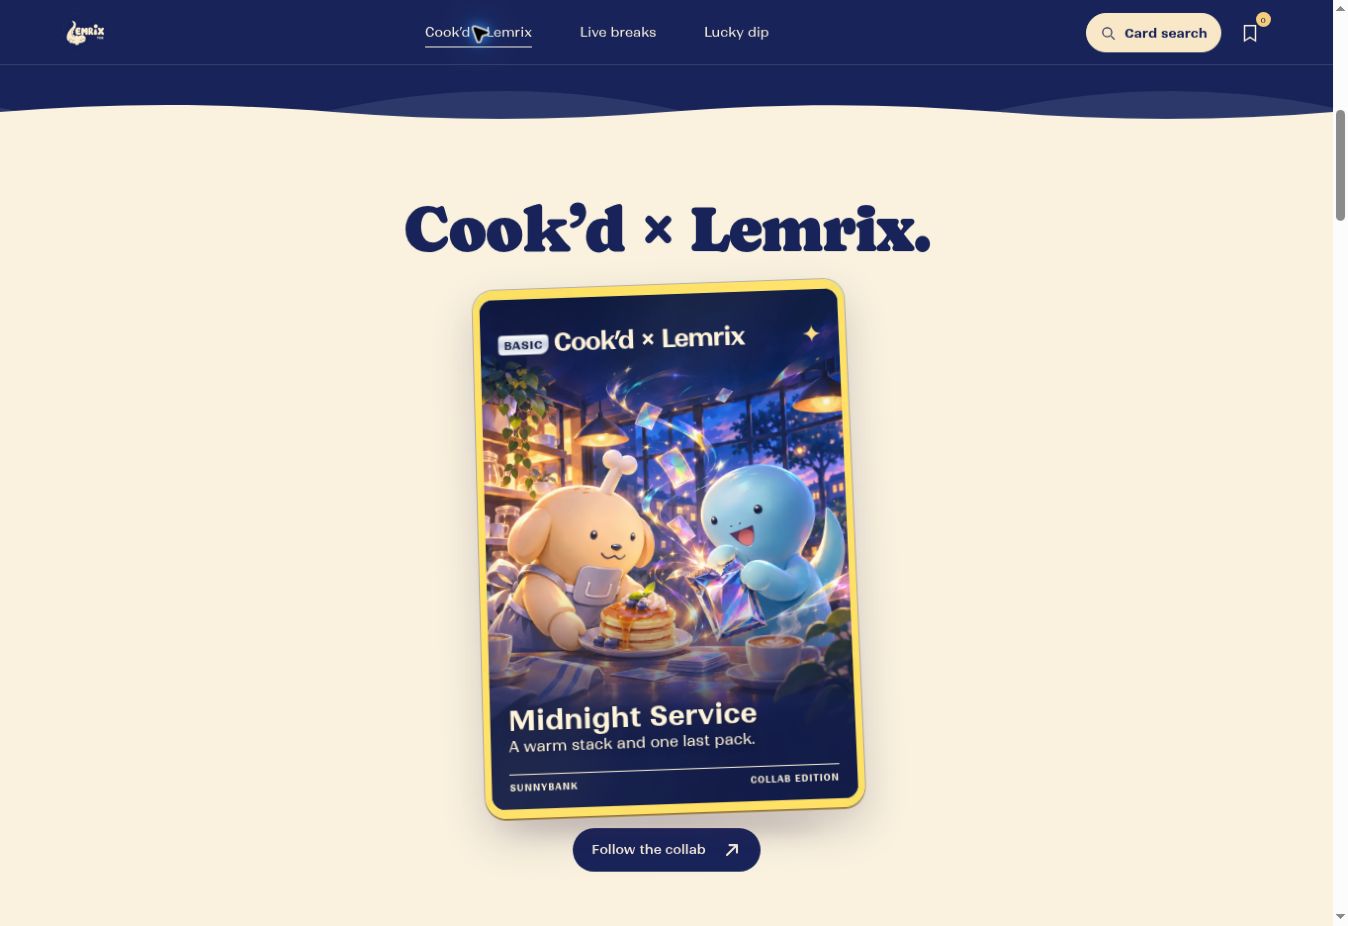 Lemrix
Cook’d × Lemrix
Live breaks
Lucky dip
Card search
0
Cook’d × Lemrix.
BASIC Cook’d × Lemrix
Midnight Service
A warm stack and one last pack.
SUNNYBANK
COLLAB EDITION
Follow the collab